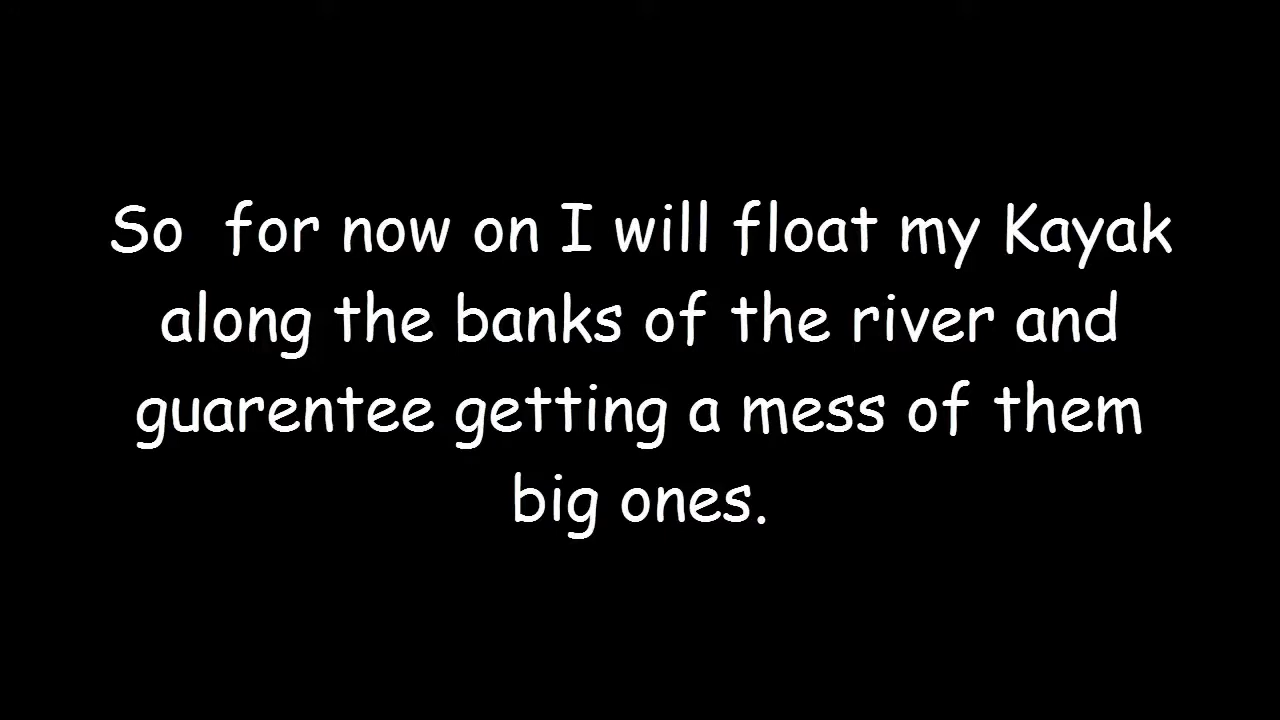 So  for now on I will float my Kayak
along the banks of the river and
guarentee getting a mess of them
big ones.